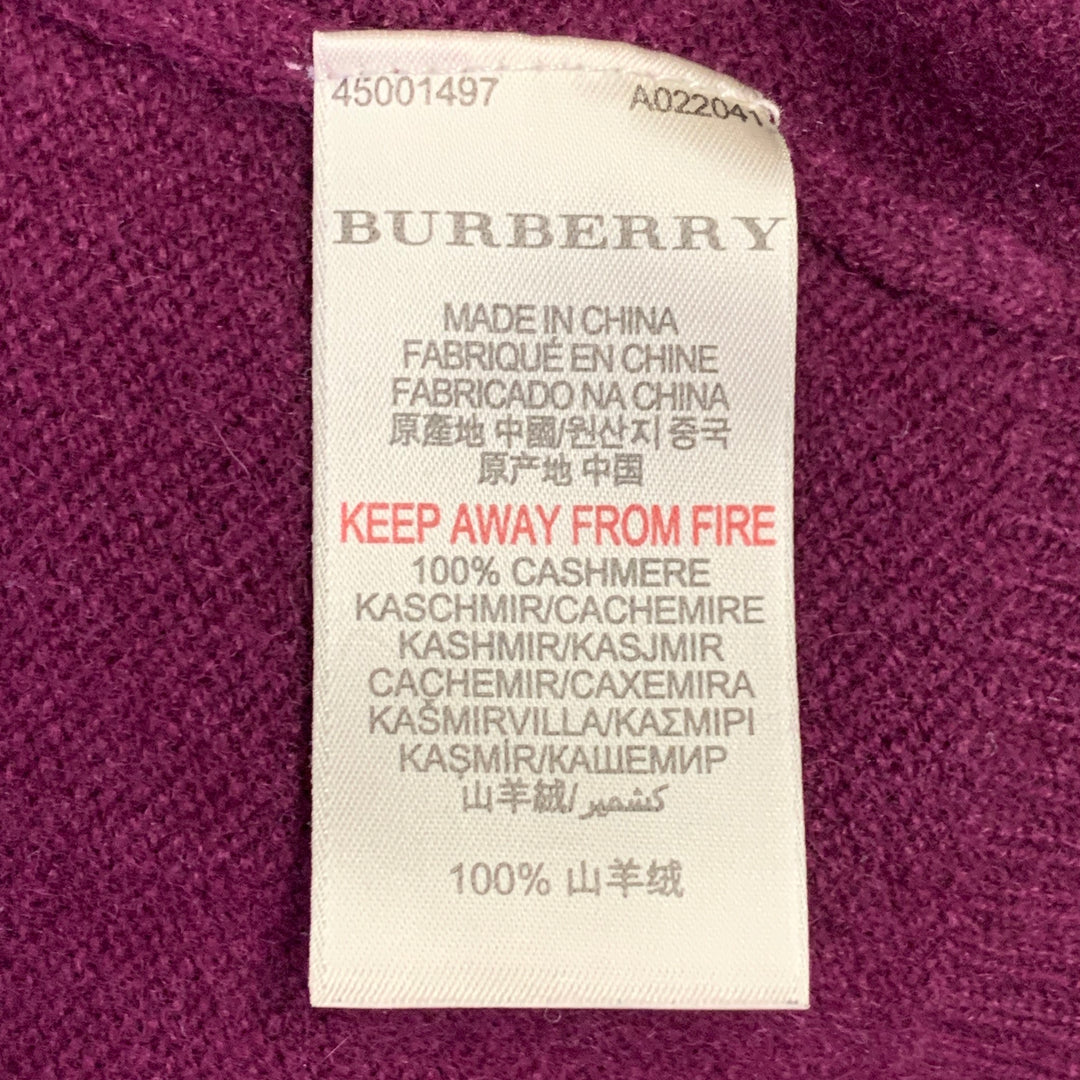 45001497
A0220417
BURBERRY
MADE IN CHINA
FABRIQUÉ EN CHINE
FABRICADO NA CHINA
原產地 中國/원산지 중국
原产地 中国
KEEP AWAY FROM FIRE
100% CASHMERE
KASCHMIR/CACHEMIRE
KASHMIR/KASJMIR
CACHEMIR/CAXEMIRA
KAŠMIRVILLA/ΚΑΣΜΙΡΙ
KAŞMİR/КАШЕМИР
山羊絨/كشمير
100% 山羊绒